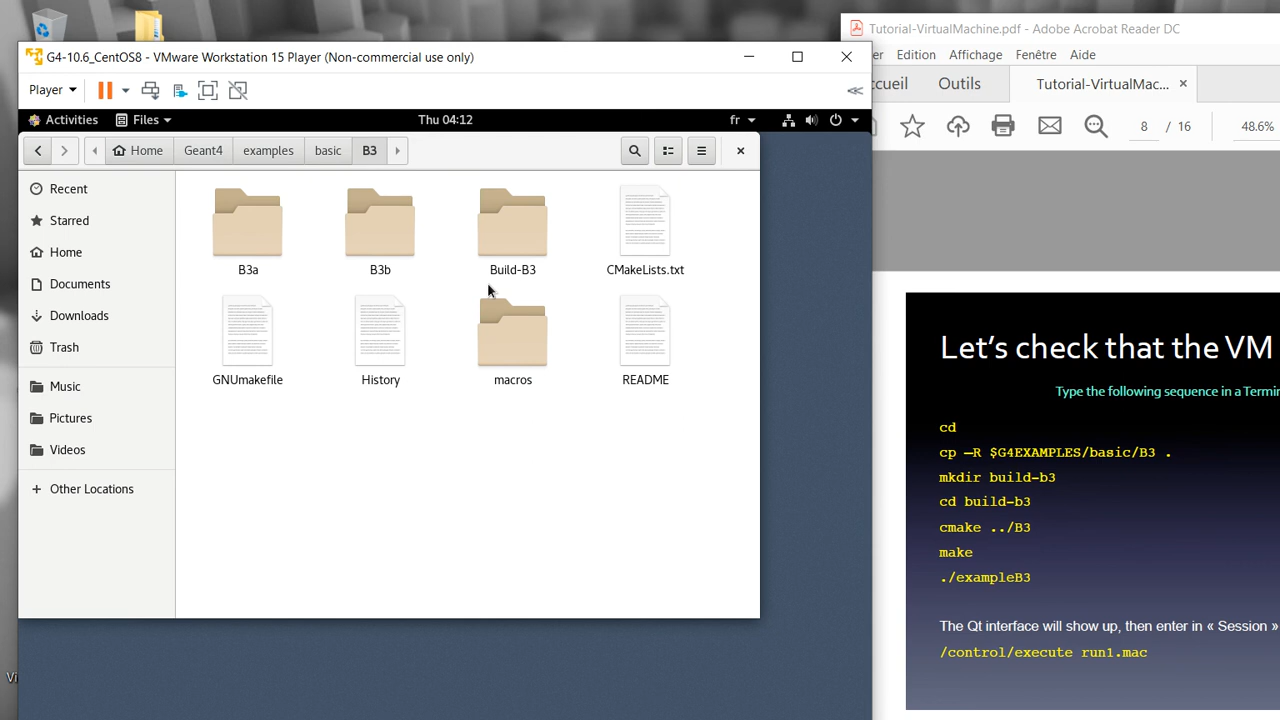 Tutorial-VirtualMachine.pdf - Adobe Acrobat Reader DC
G4-10.6_CentOS8 - VMware Workstation 15 Player (Non-commercial use only)
er Edition Affichage Fenêtre Aide
Player
ccueil Outils Tutorial-VirtualMac... ×
Activities Files Thu 04:12 fr
8 / 16 48.6%
Home Geant4 examples basic B3
Recent
Starred
Home
Documents
Downloads
Trash
Music
Pictures
Videos
+ Other Locations
B3a B3b Build-B3 CMakeLists.txt
GNUmakefile History macros README
Let's check that the VM
Type the following sequence in a Termin
cd
cp –R $G4EXAMPLES/basic/B3 .
mkdir build-b3
cd build-b3
cmake ../B3
make
./exampleB3
The Qt interface will show up, then enter in « Session »
/control/execute run1.mac
Vi